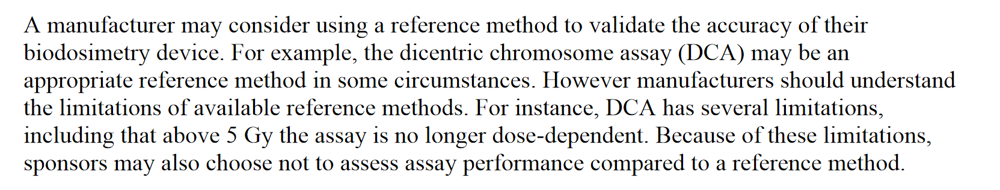 A manufacturer may consider using a reference method to validate the accuracy of their
biodosimetry device. For example, the dicentric chromosome assay (DCA) may be an
appropriate reference method in some circumstances. However manufacturers should understand
the limitations of available reference methods. For instance, DCA has several limitations,
including that above 5 Gy the assay is no longer dose-dependent. Because of these limitations,
sponsors may also choose not to assess assay performance compared to a reference method.